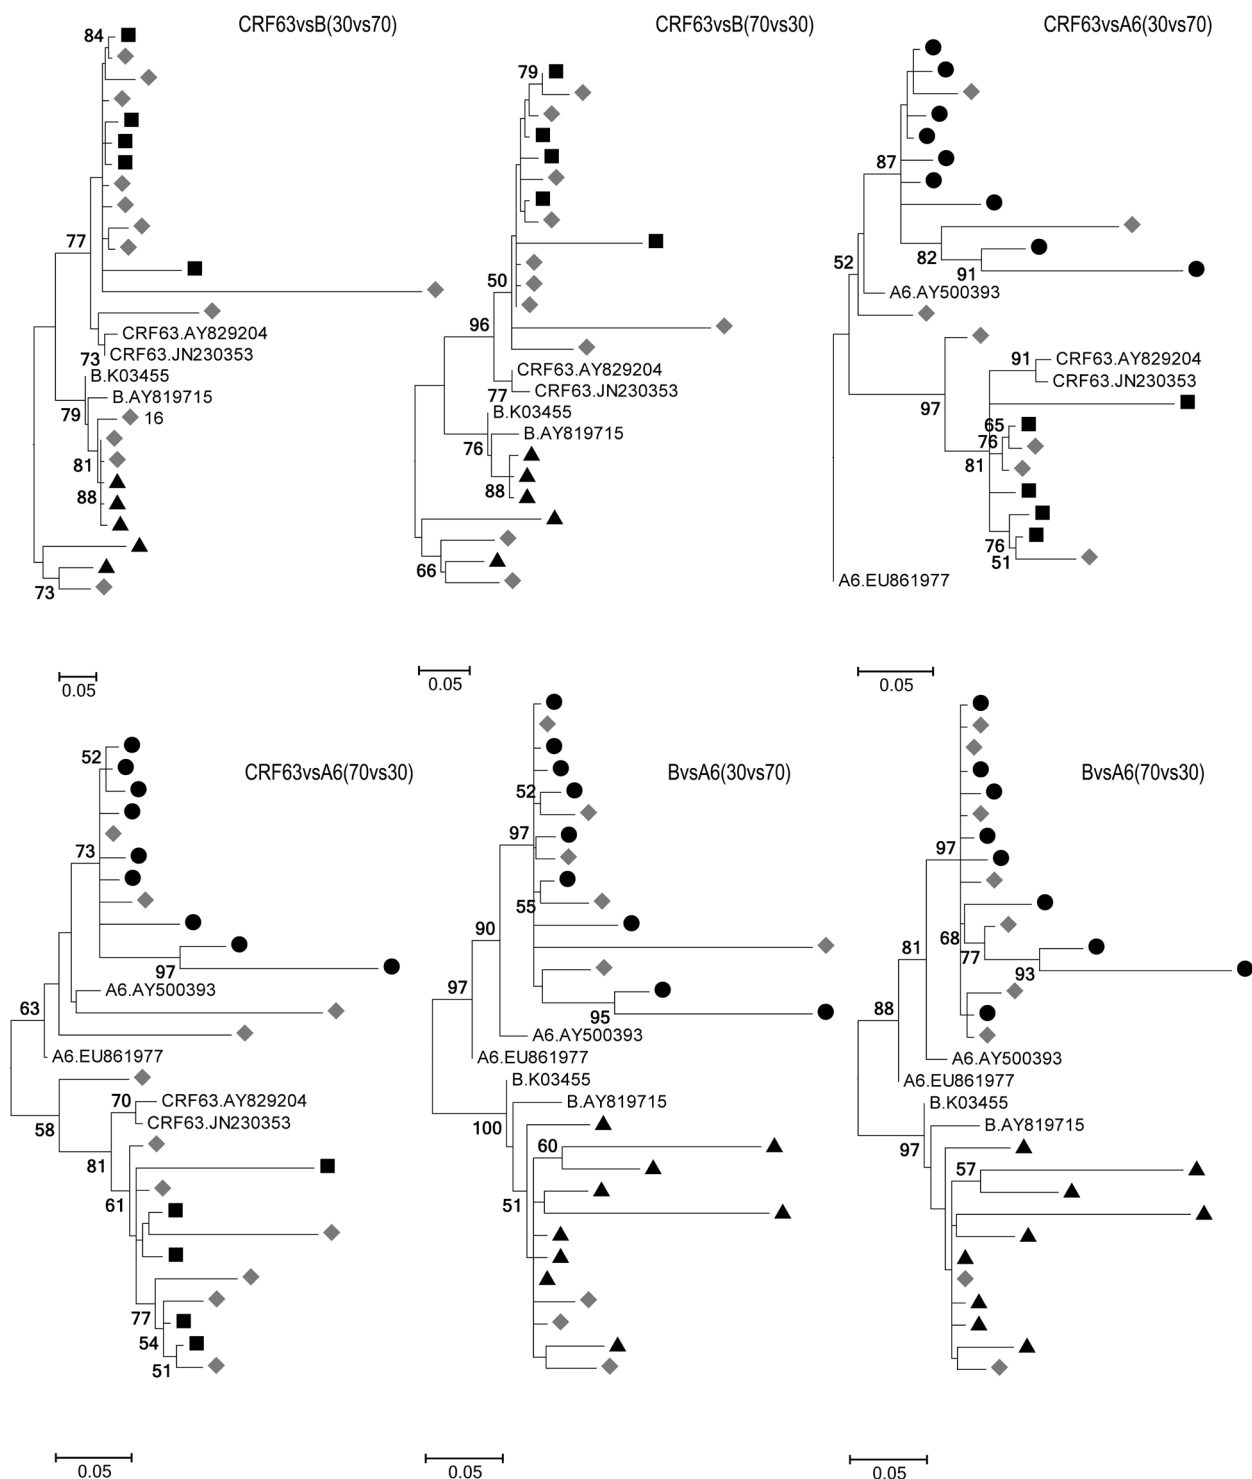 CRF63vsB(30vs70)
84
77
CRF63.AY829204
CRF63.JN230353
73
B.K03455
B.AY819715
79
16
81
88
73
0.05
CRF63vsB(70vs30)
79
50
96
CRF63.AY829204
CRF63.JN230353
77
B.K03455
B.AY819715
76
88
66
0.05
CRF63vsA6(30vs70)
87
82
91
52
A6.AY500393
91
CRF63.AY829204
CRF63.JN230353
97
65
76
81
76
51
A6.EU861977
0.05
CRF63vsA6(70vs30)
52
73
97
A6.AY500393
63
A6.EU861977
70
CRF63.AY829204
CRF63.JN230353
58
81
61
77
54
51
0.05
BvsA6(30vs70)
52
97
55
90
97
95
A6.AY500393
A6.EU861977
B.K03455
B.AY819715
100
60
51
0.05
BvsA6(70vs30)
97
68
77
81
93
88
A6.AY500393
A6.EU861977
B.K03455
B.AY819715
97
57
0.05